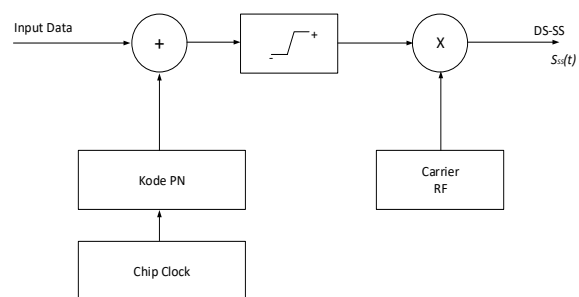 Input Data
+
+
-
X
DS-SS
Sss(t)
Kode PN
Carrier
RF
Chip Clock